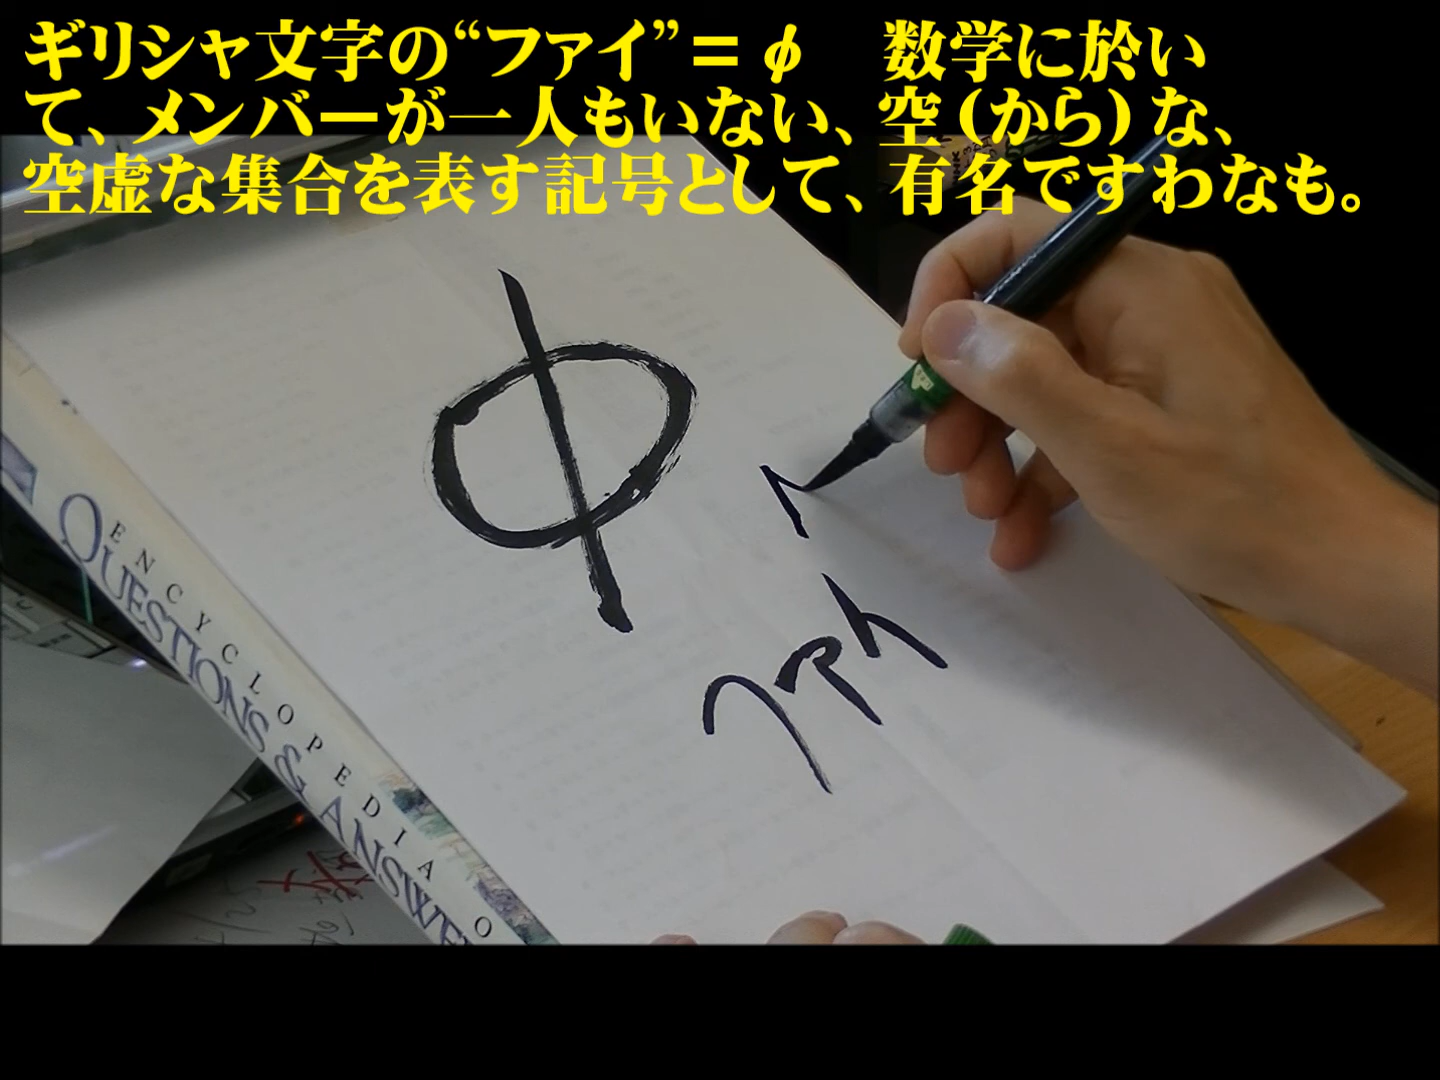 ギリシャ文字の“ファイ”＝φ　数学に於い
て、メンバーが一人もいない、空（から）な、
空虚な集合を表す記号として、有名ですわなも。
φ
ファイ
ENCYCLOPEDIA O
QUESTIONS & ANSWE